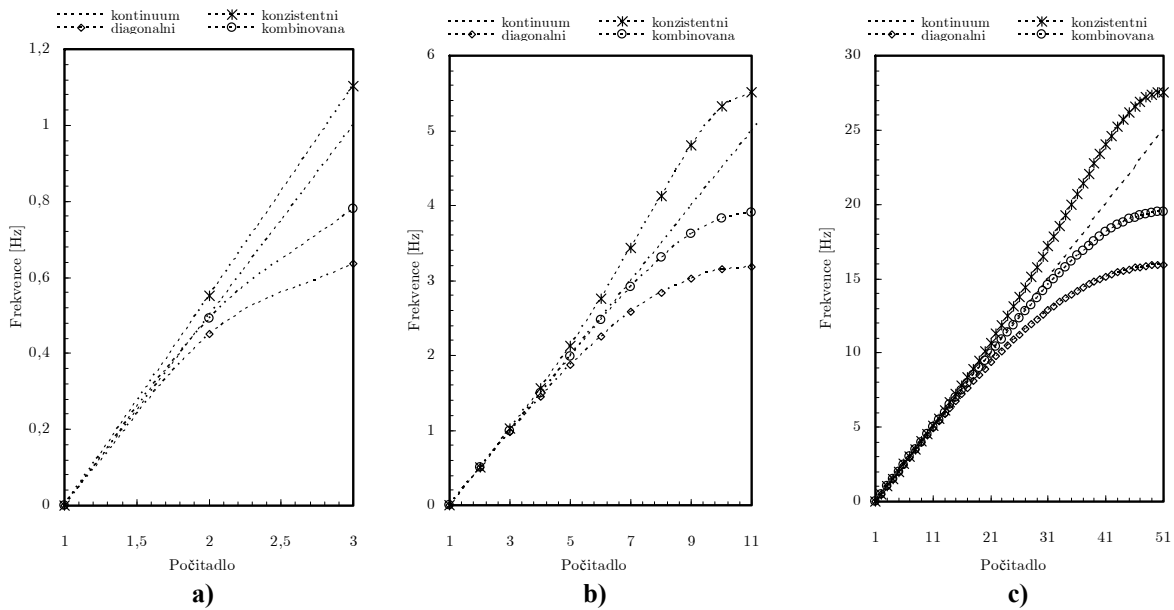 kontinuum konzistentni
diagonalni kombinovana
1,2
1
0,8
0,6
0,4
0,2
0
Frekvence [Hz]
1 1,5 2 2,5 3
Počitadlo
a)
kontinuum konzistentni
diagonalni kombinovana
6
5
4
3
2
1
0
Frekvence [Hz]
1 3 5 7 9 11
Počitadlo
b)
kontinuum konzistentni
diagonalni kombinovana
30
25
20
15
10
5
0
Frekvence [Hz]
1 11 21 31 41 51
Počitadlo
c)